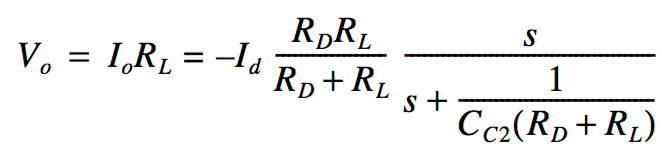 V_o = I_o R_L = –I_d \frac{R_D R_L}{R_D + R_L} \frac{s}{s + \frac{1}{C_{C2}(R_D + R_L)}}